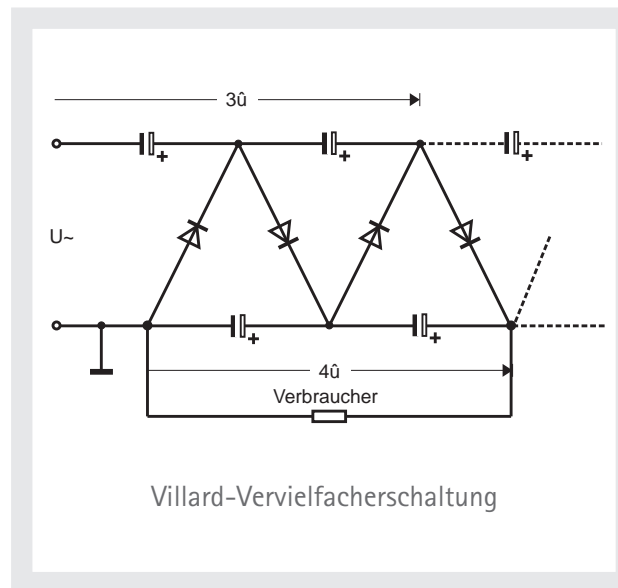 3û
+
+
+
U~
+
+
4û
Verbraucher
Villard-Vervielfacherschaltung